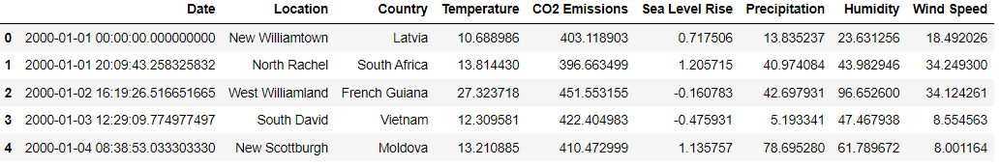 Date Location Country Temperature CO2 Emissions Sea Level Rise Precipitation Humidity Wind Speed
0 2000-01-01 00:00:00.000000000 New Williamtown Latvia 10.688986 403.118903 0.717506 13.835237 23.631256 18.492026
1 2000-01-01 20:09:43.258325832 North Rachel South Africa 13.814430 396.663499 1.205715 40.974084 43.982946 34.249300
2 2000-01-02 16:19:26.516651665 West Williamland French Guiana 27.323718 451.553155 -0.160783 42.697931 96.652600 34.124261
3 2000-01-03 12:29:09.774977497 South David Vietnam 12.309581 422.404983 -0.475931 5.193341 47.467938 8.554563
4 2000-01-04 08:38:53.033303330 New Scottburgh Moldova 13.210885 410.472999 1.135757 78.695280 61.789672 8.001164